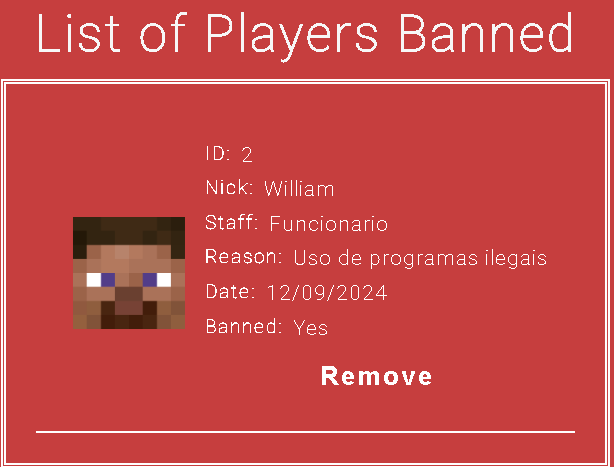 List of Players Banned
ID: 2
Nick: William
Staff: Funcionario
Reason: Uso de programas ilegais
Date: 12/09/2024
Banned: Yes
Remove